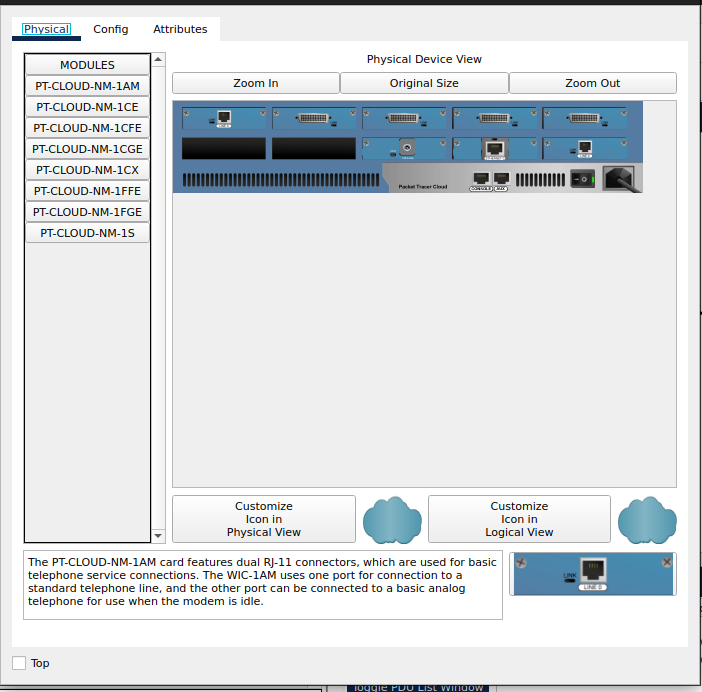 Physical
Config
Attributes
MODULES
PT-CLOUD-NM-1AM
PT-CLOUD-NM-1CE
PT-CLOUD-NM-1CFE
PT-CLOUD-NM-1CGE
PT-CLOUD-NM-1CX
PT-CLOUD-NM-1FFE
PT-CLOUD-NM-1FGE
PT-CLOUD-NM-1S
Physical Device View
Zoom In
Original Size
Zoom Out
Packet Tracer Cloud
CONSOLE
AUX
Customize
Icon in
Physical View
Customize
Icon in
Logical View
The PT-CLOUD-NM-1AM card features dual RJ-11 connectors, which are used for basic
telephone service connections. The WIC-1AM uses one port for connection to a
standard telephone line, and the other port can be connected to a basic analog
telephone for use when the modem is idle.
LINK
LINE 0
Top
Toggle PDU List Window